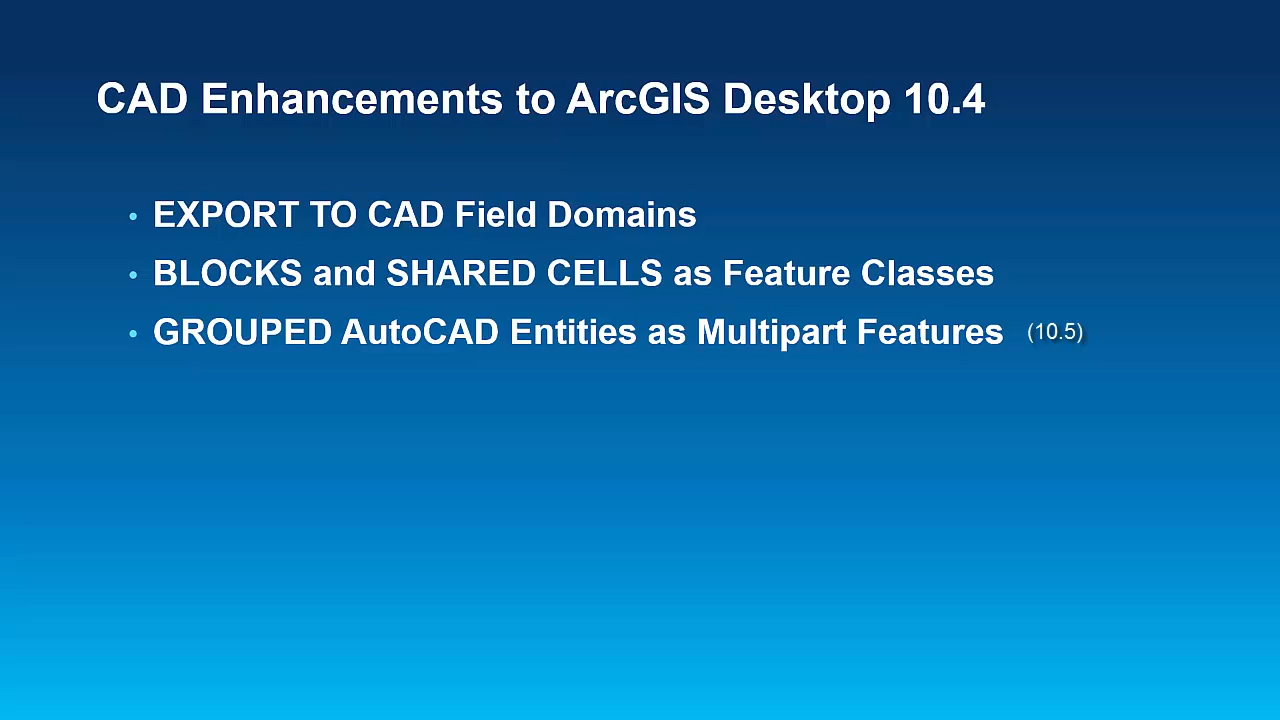 CAD Enhancements to ArcGIS Desktop 10.4
• EXPORT TO CAD Field Domains
• BLOCKS and SHARED CELLS as Feature Classes
• GROUPED AutoCAD Entities as Multipart Features (10.5)